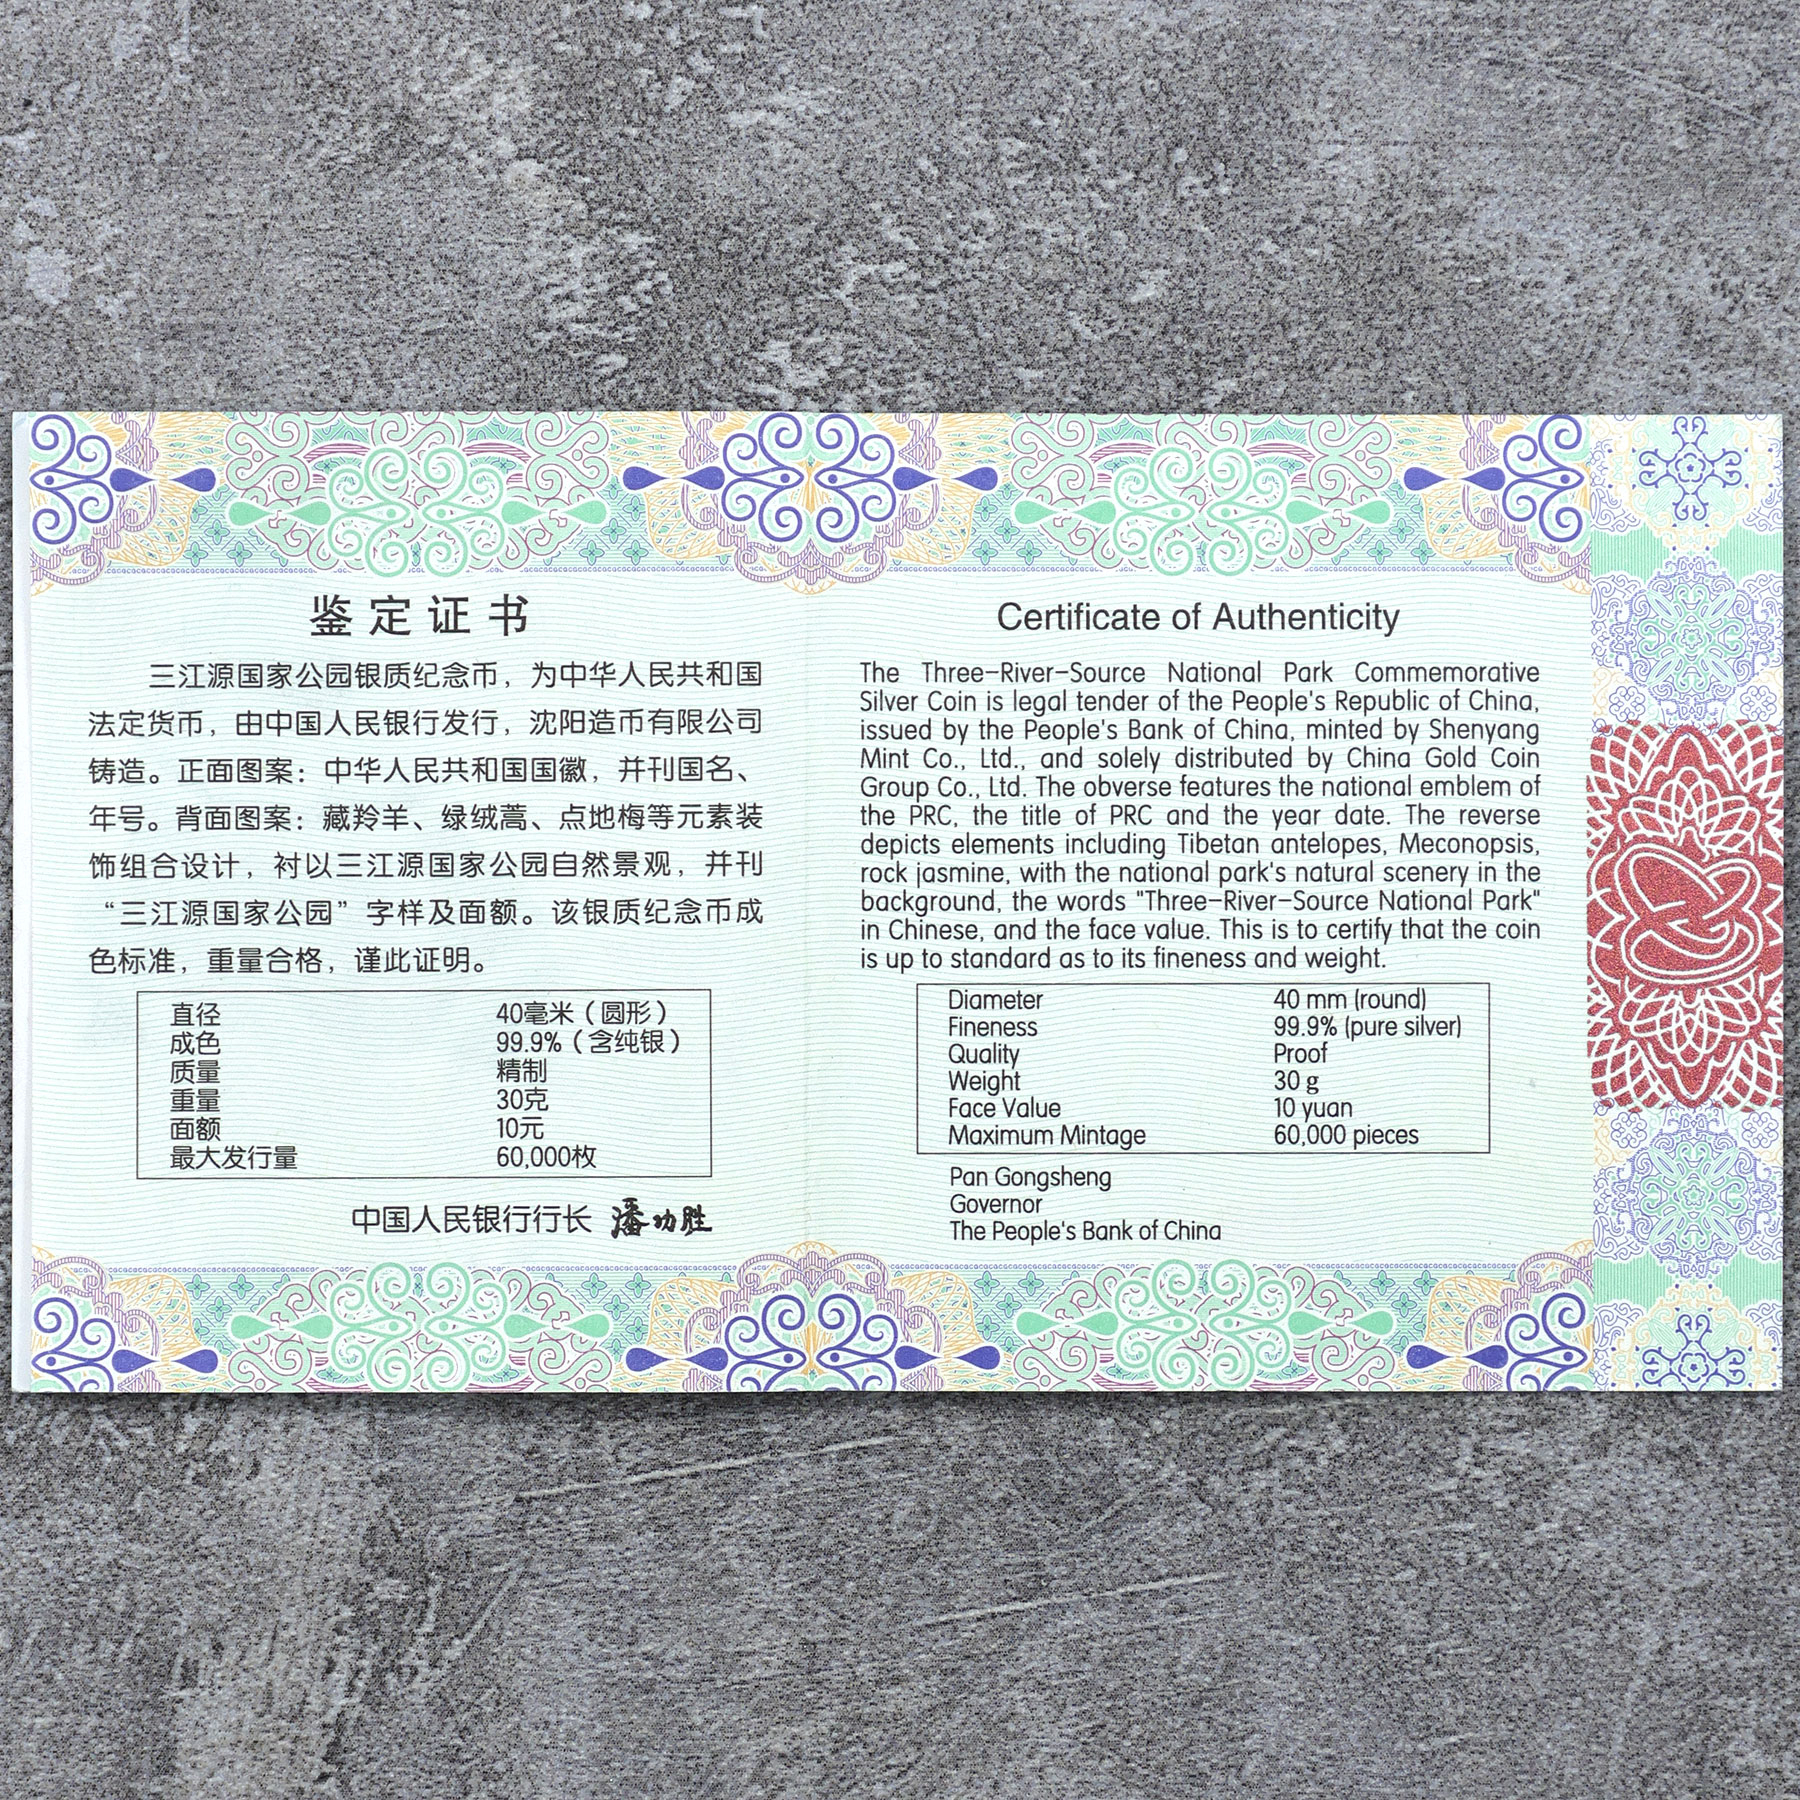 鉴定证书
三江源国家公园银质纪念币，为中华人民共和国
法定货币，由中国人民银行发行，沈阳造币有限公司
铸造。正面图案：中华人民共和国国徽，并刊国名、
年号。背面图案：藏羚羊、绿绒蒿、点地梅等元素装
饰组合设计，衬以三江源国家公园自然景观，并刊
“三江源国家公园”字样及面额。该银质纪念币成
色标准，重量合格，谨此证明。
直径 40毫米（圆形）
成色 99.9%（含纯银）
质量 精制
重量 30克
面额 10元
最大发行量 60,000枚
中国人民银行行长 潘功胜
Certificate of Authenticity
The Three-River-Source National Park Commemorative
Silver Coin is legal tender of the People's Republic of China,
issued by the People's Bank of China, minted by Shenyang
Mint Co., Ltd., and solely distributed by China Gold Coin
Group Co., Ltd. The obverse features the national emblem of
the PRC, the title of PRC and the year date. The reverse
depicts elements including Tibetan antelopes, Meconopsis,
rock jasmine, with the national park's natural scenery in the
background, the words "Three-River-Source National Park"
in Chinese, and the face value. This is to certify that the coin
is up to standard as to its fineness and weight.
Diameter 40 mm (round)
Fineness 99.9% (pure silver)
Quality Proof
Weight 30 g
Face Value 10 yuan
Maximum Mintage 60,000 pieces
Pan Gongsheng
Governor
The People's Bank of China